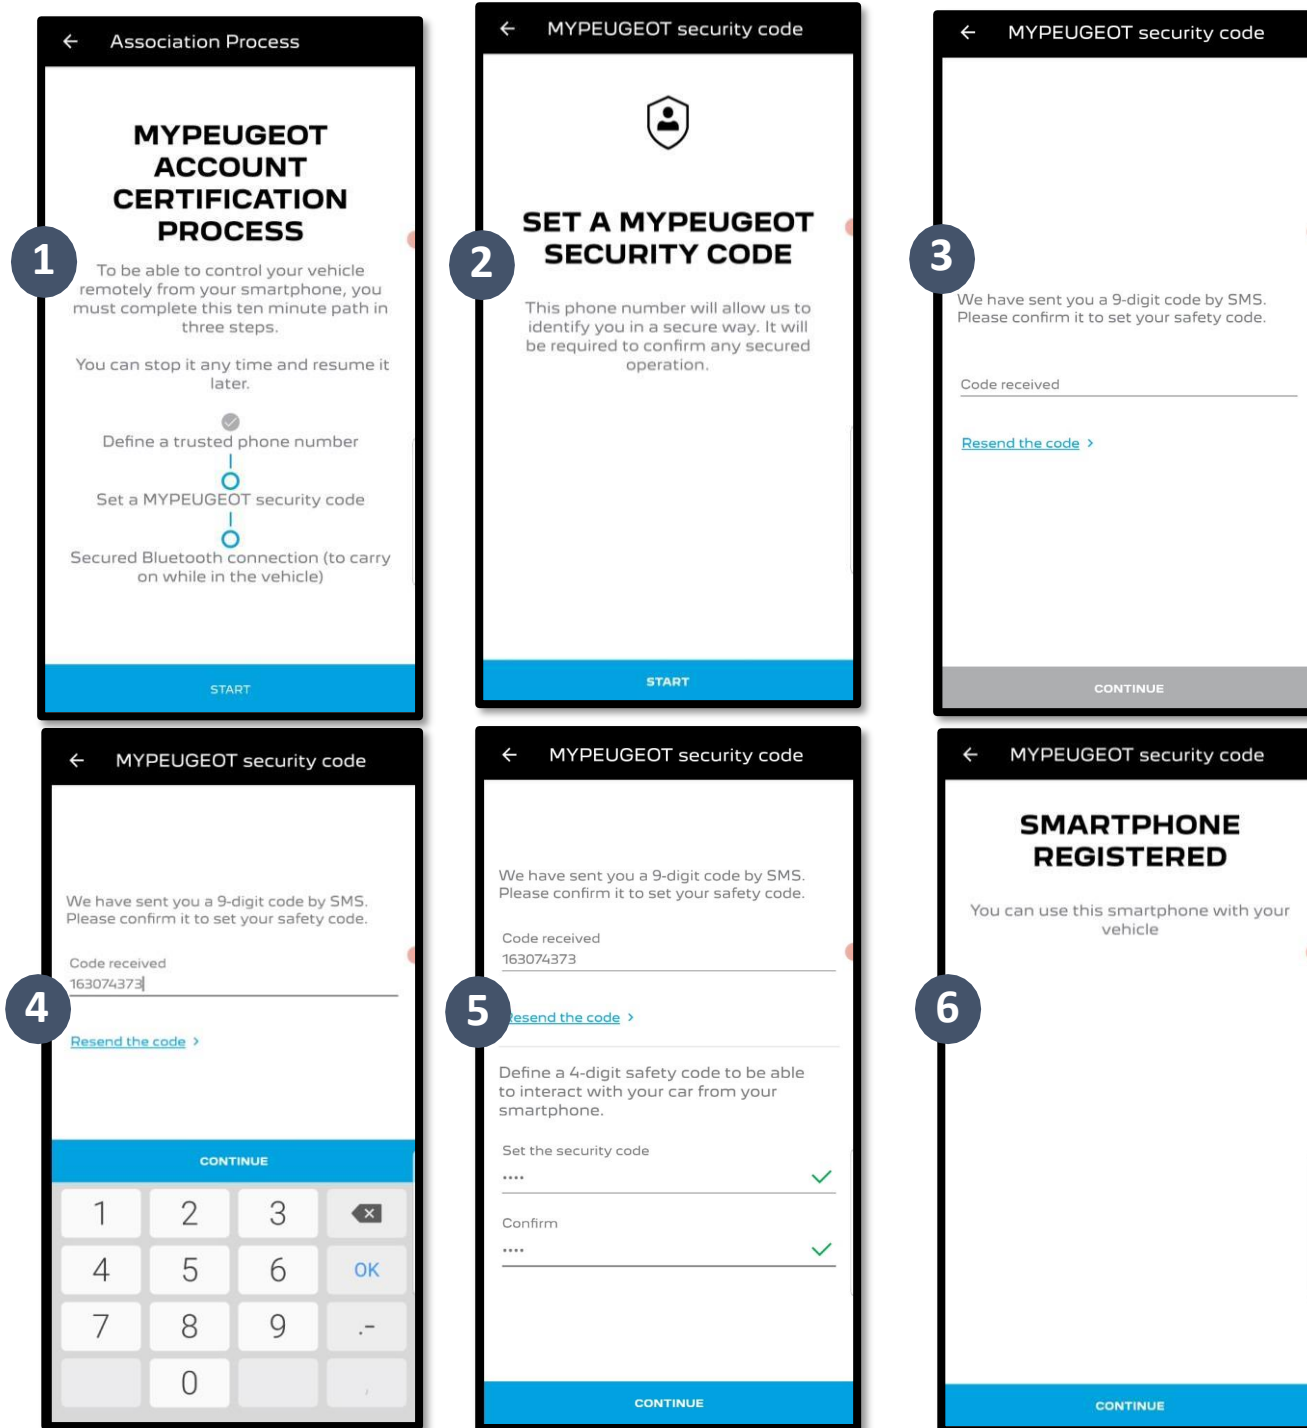 ← Association Process
MYPEUGEOT
ACCOUNT
CERTIFICATION
PROCESS
1
To be able to control your vehicle
remotely from your smartphone, you
must complete this ten minute path in
three steps.
You can stop it any time and resume it
later.
Define a trusted phone number
Set a MYPEUGEOT security code
Secured Bluetooth connection (to carry
on while in the vehicle)
START
← MYPEUGEOT security code
SET A MYPEUGEOT
SECURITY CODE
2
This phone number will allow us to
identify you in a secure way. It will
be required to confirm any secured
operation.
START
← MYPEUGEOT security code
3
We have sent you a 9-digit code by SMS.
Please confirm it to set your safety code.
Code received
Resend the code >
CONTINUE
← MYPEUGEOT security code
We have sent you a 9-digit code by SMS.
Please confirm it to set your safety code.
Code received
163074373
4
Resend the code >
CONTINUE
1 2 3
4 5 6 OK
7 8 9 .-
0 ,
← MYPEUGEOT security code
We have sent you a 9-digit code by SMS.
Please confirm it to set your safety code.
Code received
163074373
5
Resend the code >
Define a 4-digit safety code to be able
to interact with your car from your
smartphone.
Set the security code
....
Confirm
....
CONTINUE
← MYPEUGEOT security code
SMARTPHONE
REGISTERED
You can use this smartphone with your
vehicle
6
CONTINUE